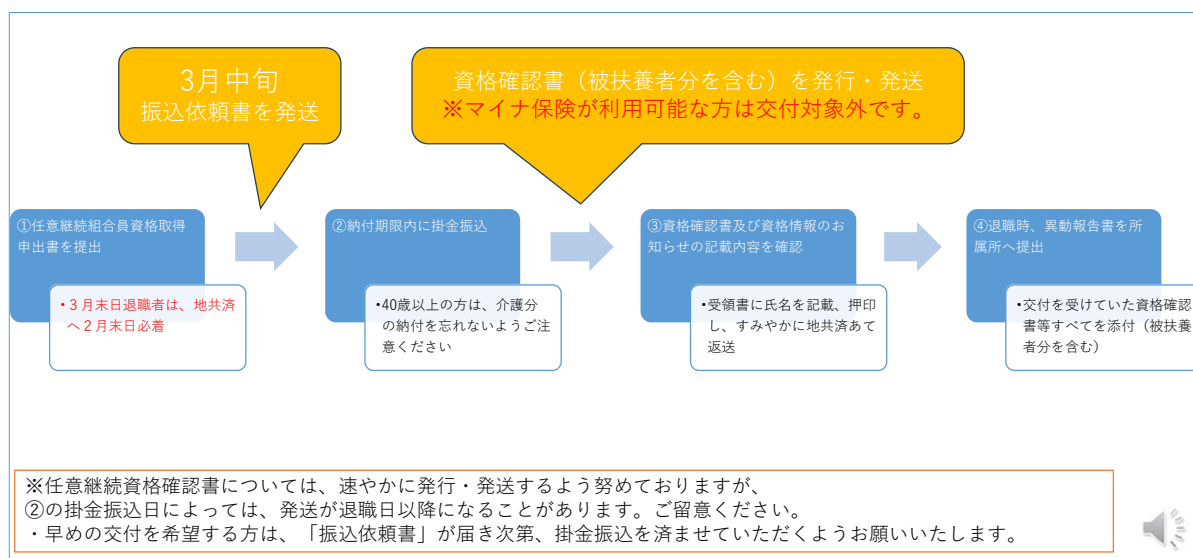 3月中旬
振込依頼書を発送
資格確認書（被扶養者分を含む）を発行・発送
※マイナ保険が利用可能な方は交付対象外です。
①任意継続組合員資格取得
申出書を提出
•３月末日退職者は、地共済
へ２月末日必着
②納付期限内に掛金振込
•40歳以上の方は、介護分
の納付を忘れないようご注
意ください
③資格確認書及び資格情報のお
知らせの記載内容を確認
•受領書に氏名を記載、押印
し、すみやかに地共済あて
返送
④退職時、異動報告書を所
属所へ提出
•交付を受けていた資格確認
書等すべてを添付（被扶養
者分を含む）
※任意継続資格確認書については、速やかに発行・発送するよう努めておりますが、
②の掛金振込日によっては、発送が退職日以降になることがあります。ご留意ください。
・早めの交付を希望する方は、「振込依頼書」が届き次第、掛金振込を済ませていただくようお願いいたします。